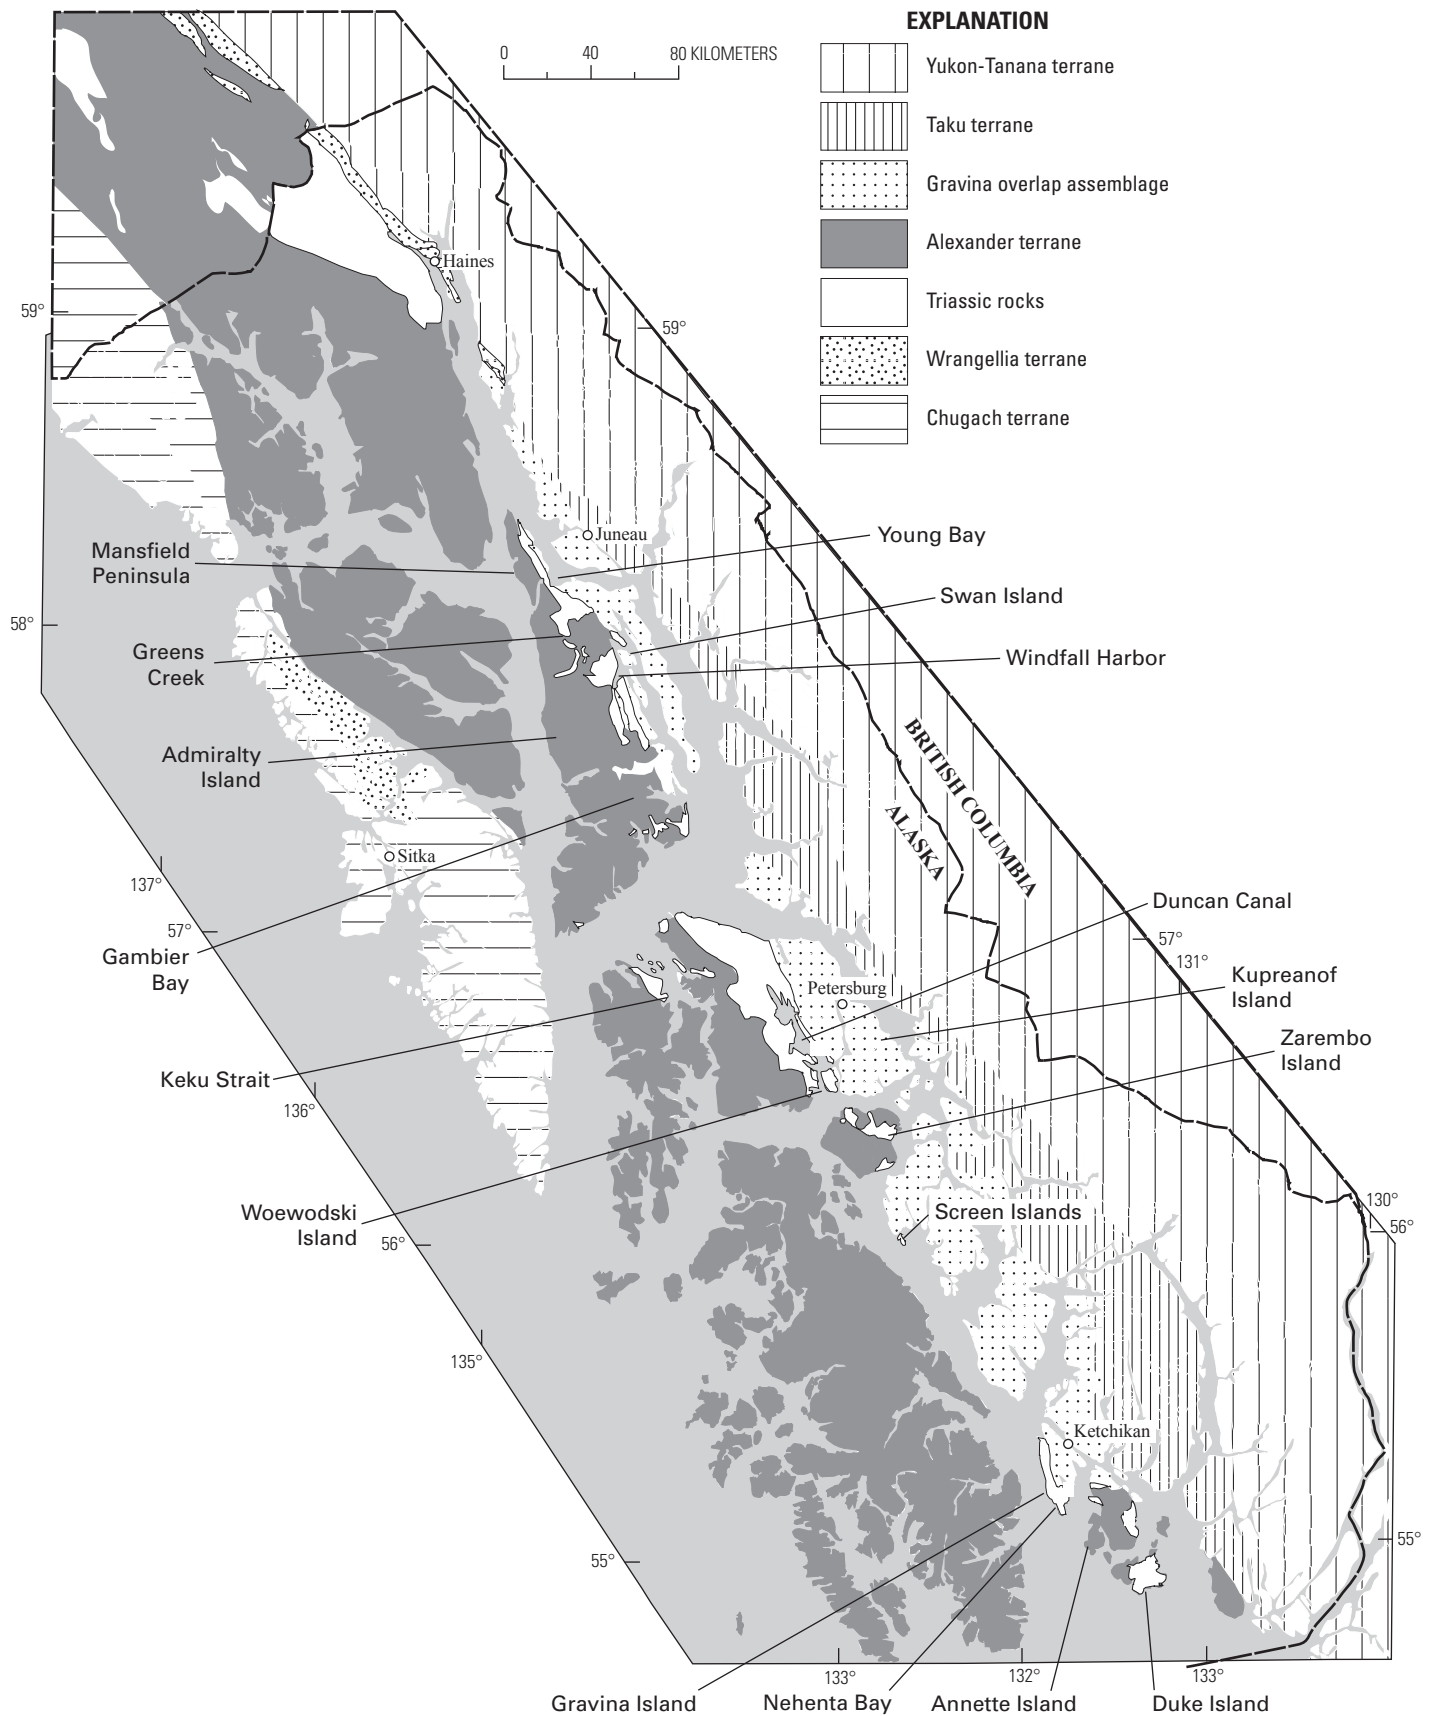 EXPLANATION
0 40 80 KILOMETERS
Yukon-Tanana terrane
Taku terrane
Gravina overlap assemblage
Alexander terrane
Triassic rocks
Wrangellia terrane
Chugach terrane
Haines
59°
59°
Juneau
Young Bay
Mansfield
Peninsula
Swan Island
58°
Greens
Creek
Windfall Harbor
Admiralty
Island
BRITISH COLUMBIA
ALASKA
Sitka
137°
57°
Gambier
Bay
Duncan Canal
57°
131°
Kupreanof
Island
Petersburg
Zarembo
Island
Keku Strait
136°
Woewodski
Island
56°
Screen Islands
130°
56°
135°
Ketchikan
55°
55°
133°
132°
133°
Gravina Island
Nehenta Bay
Annette Island
Duke Island